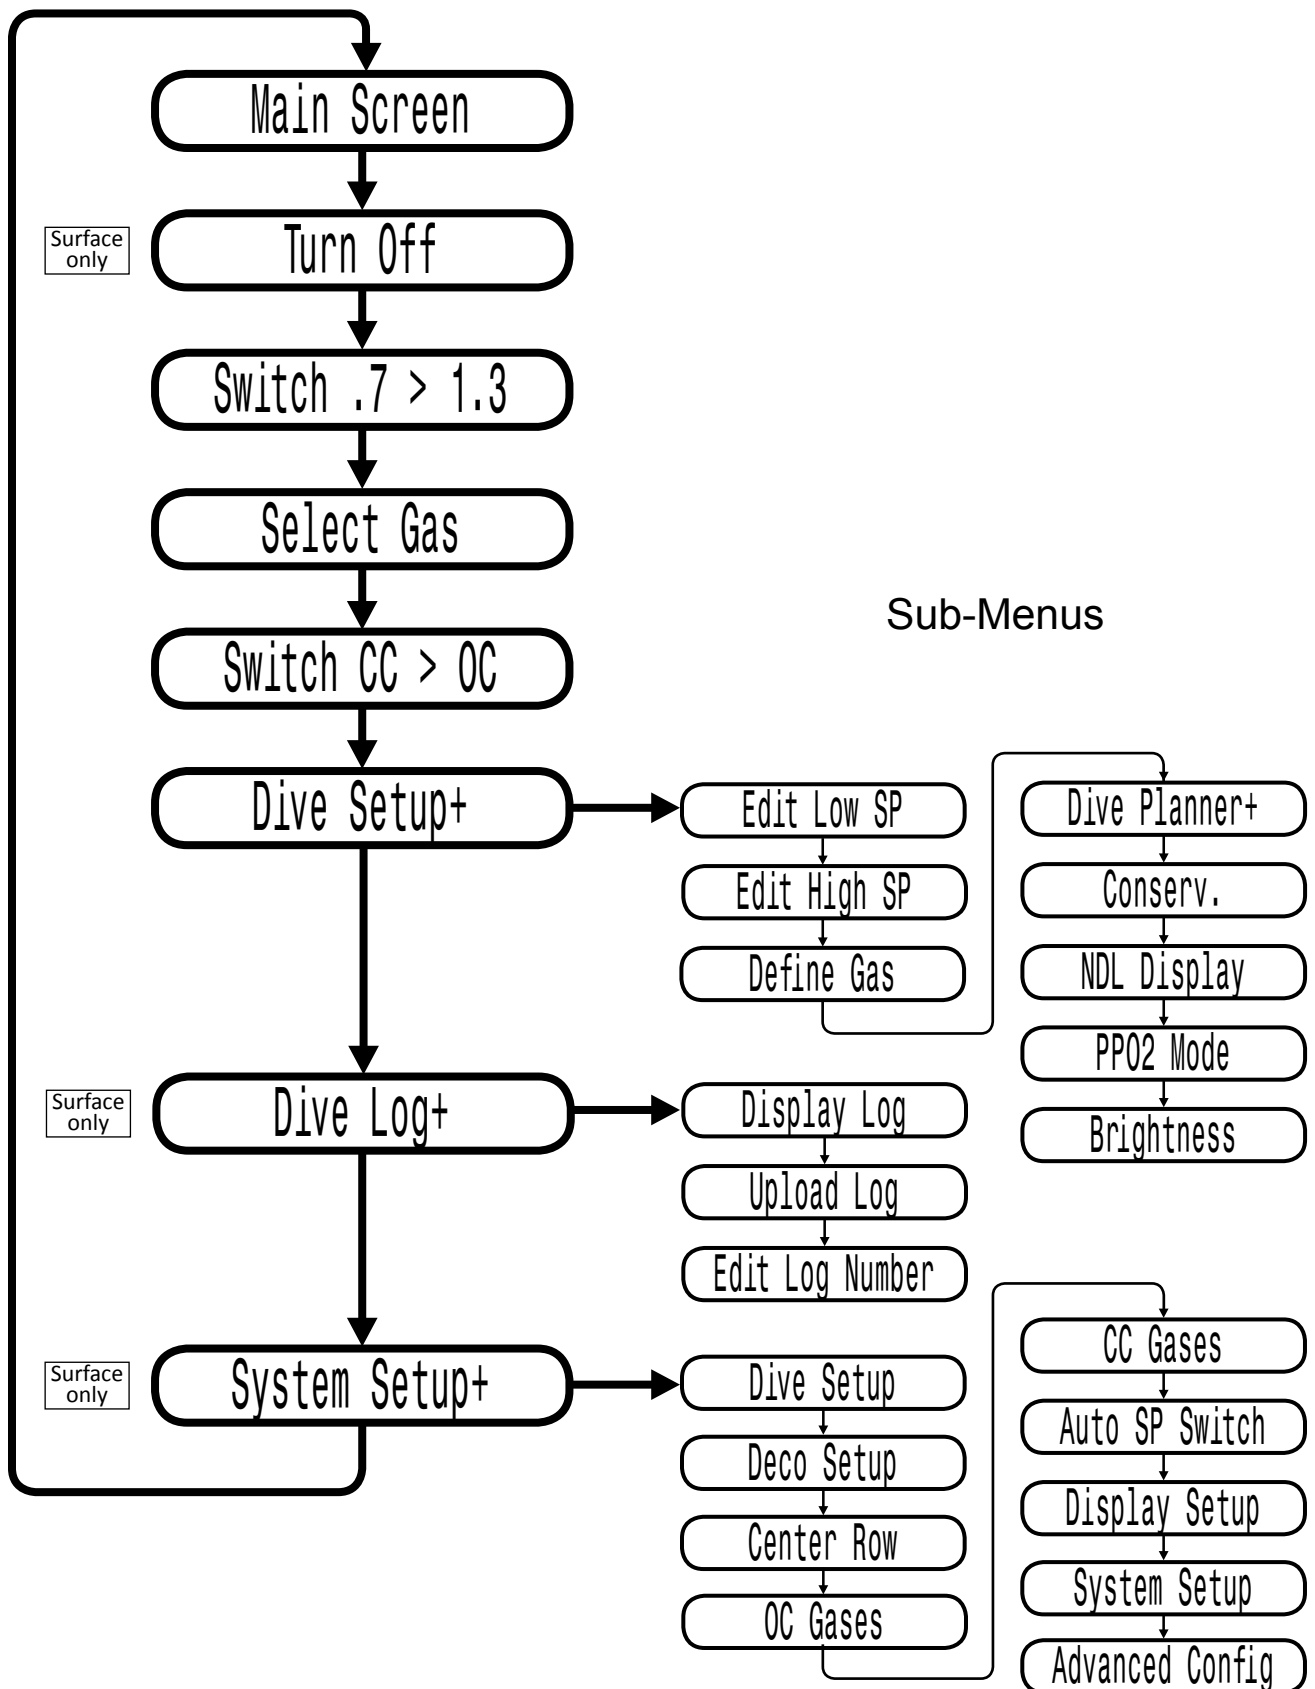 Main Screen
Surface
only
Turn Off
Switch .7 > 1.3
Select Gas
Switch CC > OC
Sub-Menus
Dive Setup+
Edit Low SP
Edit High SP
Define Gas
Dive Planner+
Conserv.
NDL Display
PPO2 Mode
Brightness
Surface
only
Dive Log+
Display Log
Upload Log
Edit Log Number
Surface
only
System Setup+
Dive Setup
Deco Setup
Center Row
OC Gases
CC Gases
Auto SP Switch
Display Setup
System Setup
Advanced Config